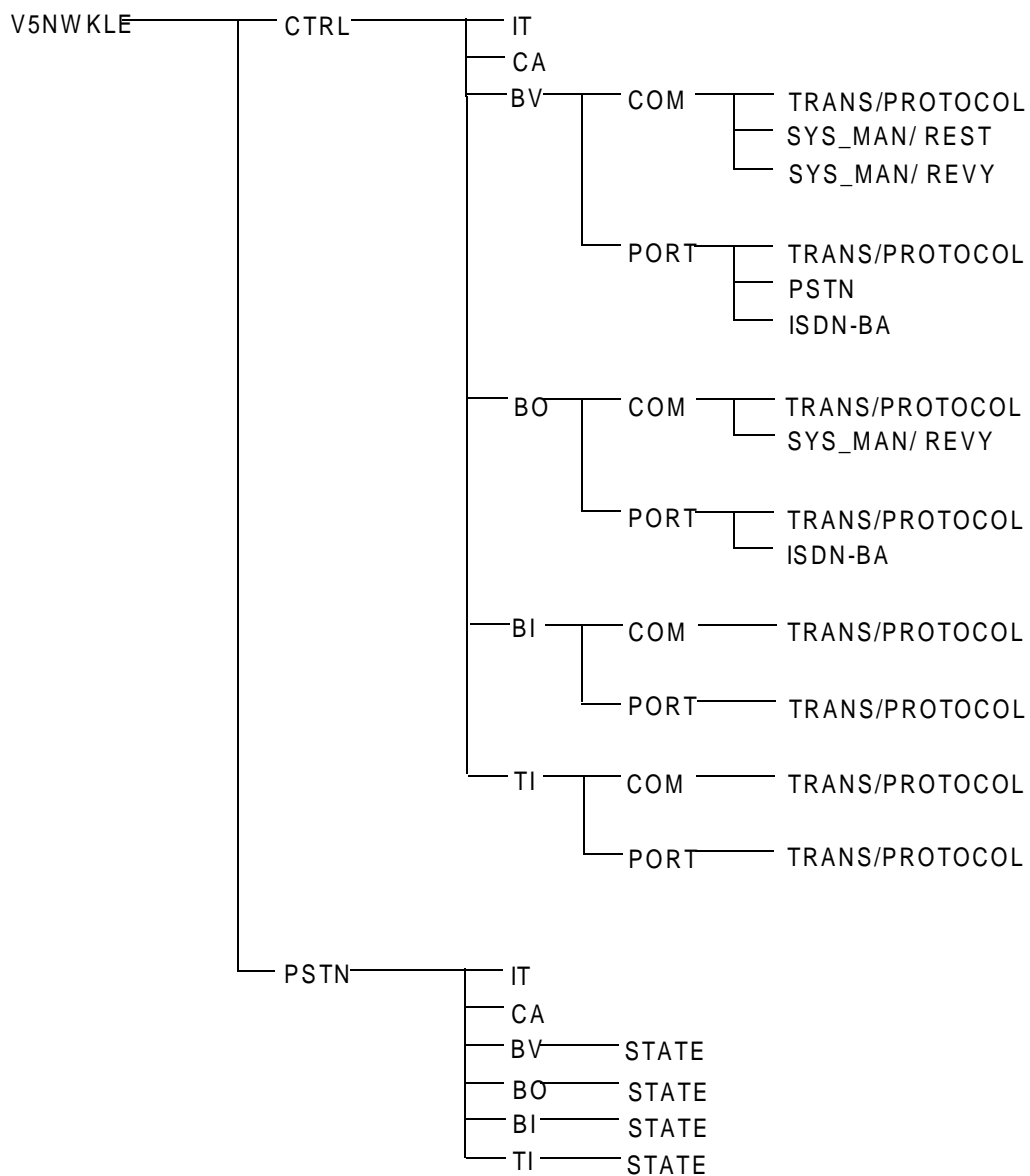 V5NWKLE CTRL IT
CA
BV COM TRANS/PROTOCOL
SYS_MAN/ REST
SYS_MAN/ REVY
PORT TRANS/PROTOCOL
PSTN
ISDN-BA
BO COM TRANS/PROTOCOL
SYS_MAN/ REVY
PORT TRANS/PROTOCOL
ISDN-BA
BI COM TRANS/PROTOCOL
PORT TRANS/PROTOCOL
TI COM TRANS/PROTOCOL
PORT TRANS/PROTOCOL
PSTN IT
CA
BV STATE
BO STATE
BI STATE
TI STATE